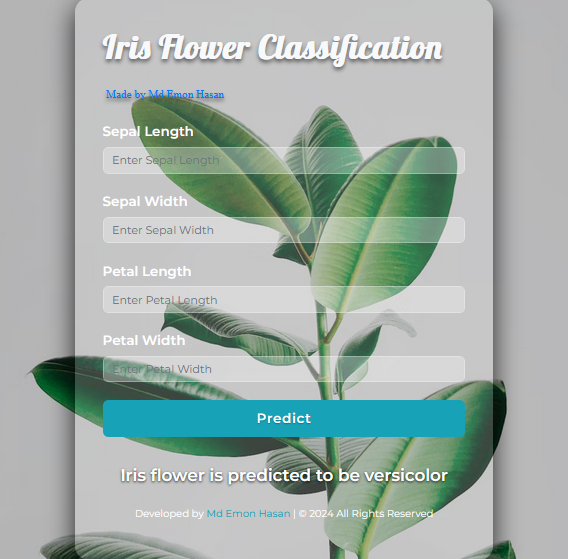 Iris Flower Classification
Made by Md Emon Hasan
Sepal Length
Enter Sepal Length
Sepal Width
Enter Sepal Width
Petal Length
Enter Petal Length
Petal Width
Enter Petal Width
Predict
Iris flower is predicted to be versicolor
Developed by Md Emon Hasan | © 2024 All Rights Reserved